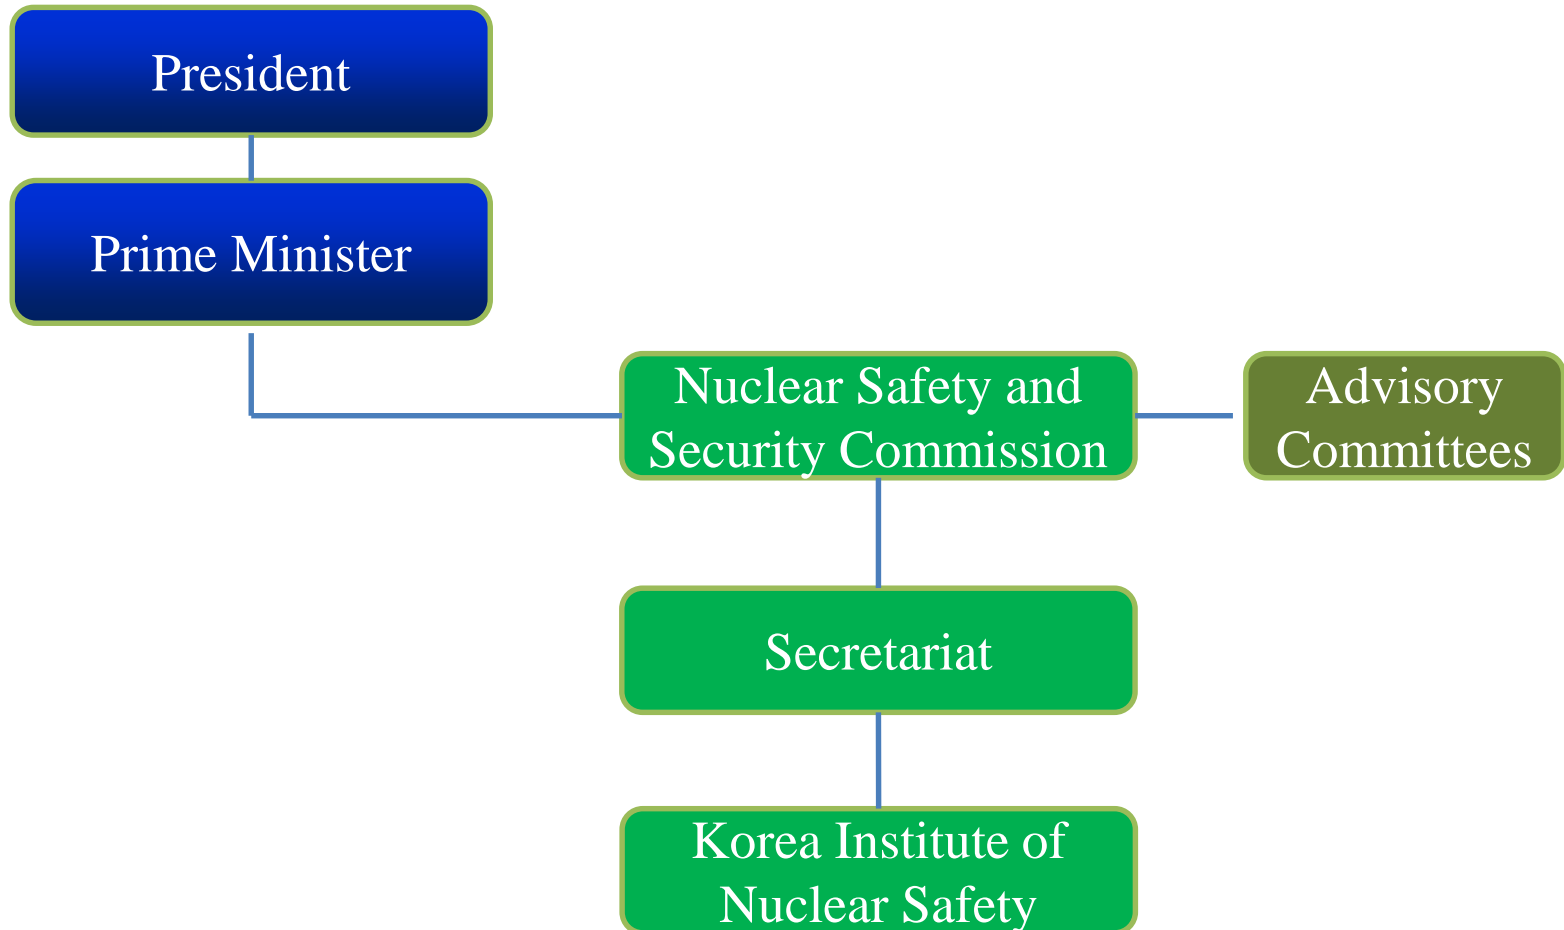 President
Prime Minister
Nuclear Safety and
Security Commission
Advisory
Committees
Secretariat
Korea Institute of
Nuclear Safety